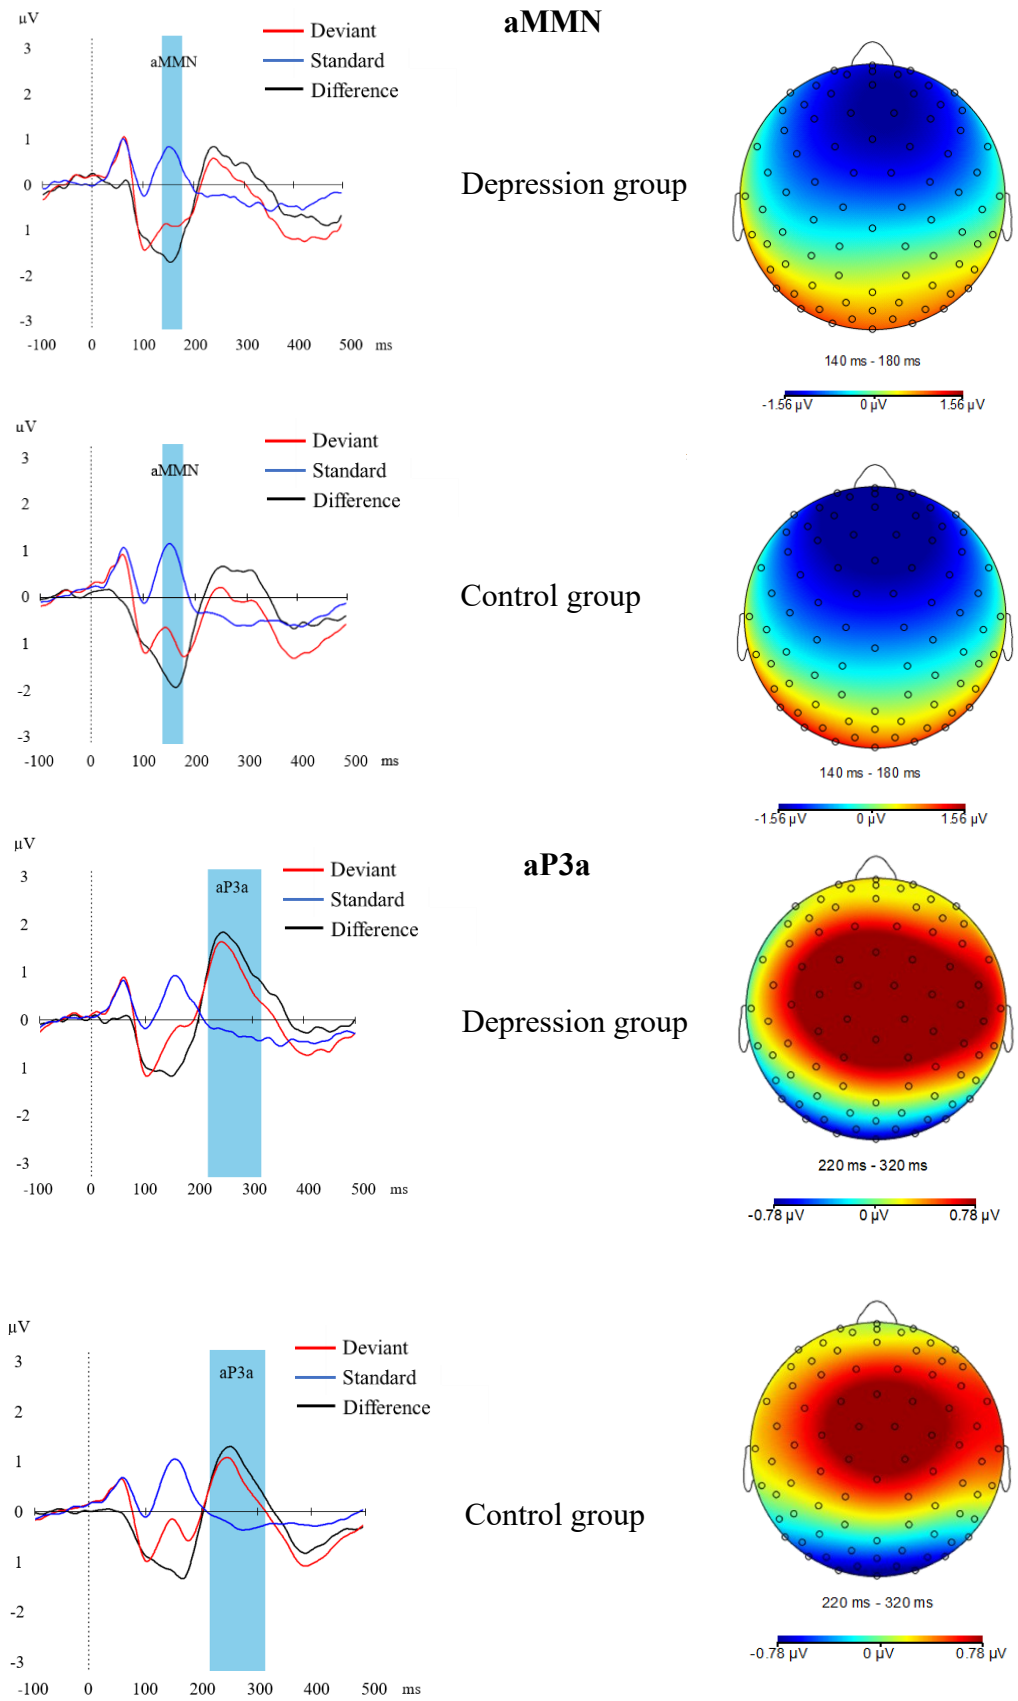 aMMN
µV
Deviant
Standard
Difference
aMMN
3
2
1
0
1
-2
-3
-100 0 100 200 300 400 500 ms
Depression group
140 ms - 180 ms
-1.56 µV 0 µV 1.56 µV
µV
Deviant
Standard
Difference
aMMN
3
2
1
0
1
-2
-3
-100 0 100 200 300 400 500 ms
Control group
140 ms - 180 ms
-1.56 µV 0 µV 1.56 µV
aP3a
µV
Deviant
Standard
Difference
aP3a
3
2
1
0
1
-2
-3
-100 0 100 200 300 400 500 ms
Depression group
220 ms - 320 ms
-0.78 µV 0 µV 0.78 µV
µV
Deviant
Standard
Difference
aP3a
3
2
1
0
1
-2
-3
-100 0 100 200 300 400 500 ms
Control group
220 ms - 320 ms
-0.78 µV 0 µV 0.78 µV